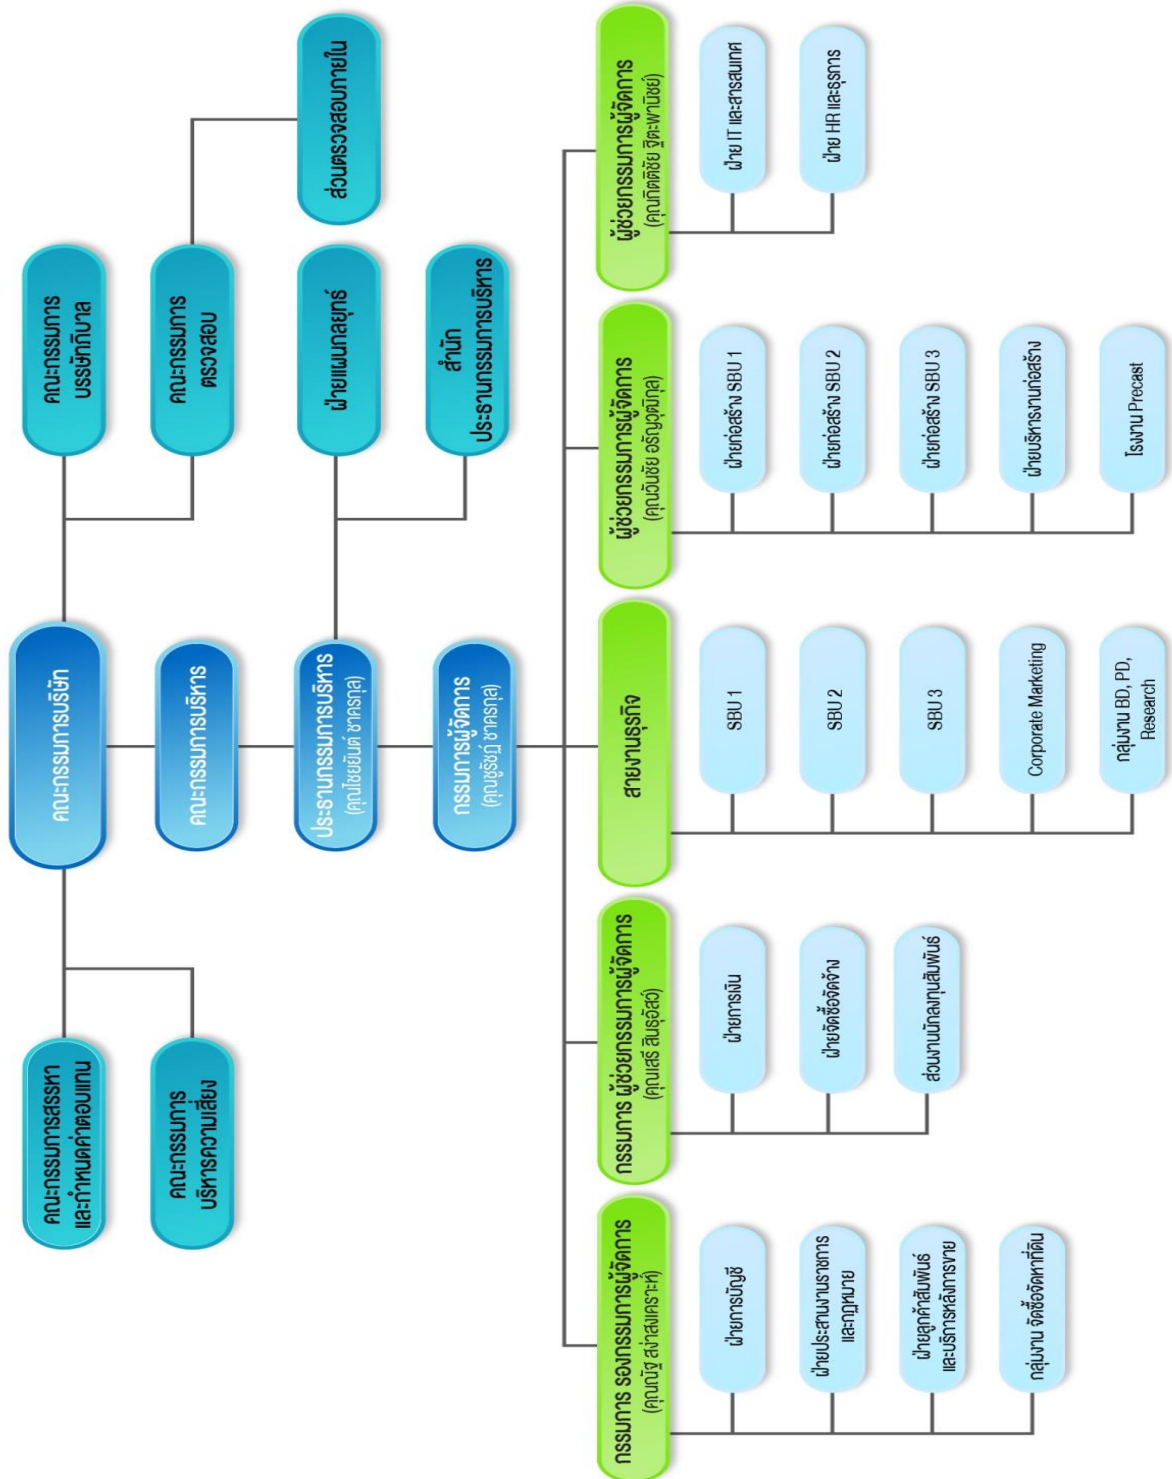 คณะกรรมการบริษัท
คณะกรรมการสรรหา
และกำหนดค่าตอบแทน
คณะกรรมการ
บริหารความเสี่ยง
คณะกรรมการ
บรรษัทภิบาล
คณะกรรมการ
ตรวจสอบ
ส่วนตรวจสอบภายใน
คณะกรรมการบริหาร
ประธานกรรมการบริหาร
(คุณไชยยันต์ ชาครกุล)
ฝ่ายแผนกลยุทธ์
สำนัก
ประธานกรรมการบริหาร
กรรมการผู้จัดการ
(คุณชูรัชฏ์ ชาครกุล)
กรรมการ รองกรรมการผู้จัดการ
(คุณณัฐ สง่าสงเคราะห์)
ฝ่ายการบัญชี
ฝ่ายประสานงานราชการ
และกฎหมาย
ฝ่ายลูกค้าสัมพันธ์
และบริการหลังการขาย
กลุ่มงาน จัดซื้อจัดหาที่ดิน
กรรมการ ผู้ช่วยกรรมการผู้จัดการ
(คุณเสรี สินธุอัสว์)
ฝ่ายการเงิน
ฝ่ายจัดซื้อจัดจ้าง
ส่วนงานนักลงทุนสัมพันธ์
สายงานธุรกิจ
SBU 1
SBU 2
SBU 3
Corporate Marketing
กลุ่มงาน BD, PD,
Research
ผู้ช่วยกรรมการผู้จัดการ
(คุณวันชัย อรัญวุฒิกุล)
ฝ่ายก่อสร้าง SBU 1
ฝ่ายก่อสร้าง SBU 2
ฝ่ายก่อสร้าง SBU 3
ฝ่ายบริหารงานก่อสร้าง
โรงงาน Precast
ผู้ช่วยกรรมการผู้จัดการ
(คุณกิตติชัย ฐิตะพานิชย์)
ฝ่าย IT และสารสนเทศ
ฝ่าย HR และธุรการ